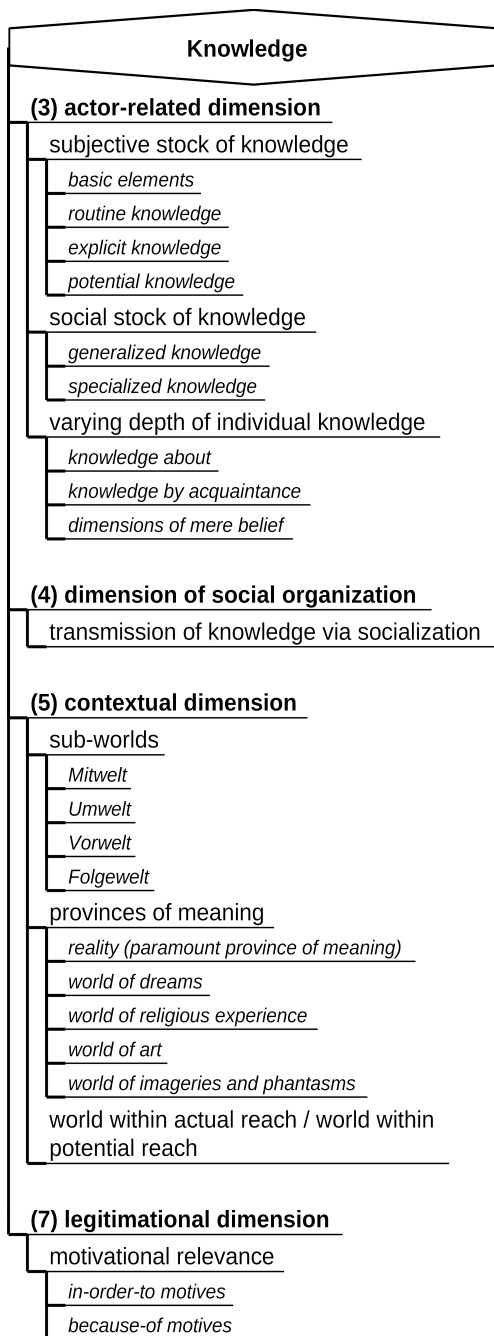 Knowledge
(3) actor-related dimension
subjective stock of knowledge
basic elements
routine knowledge
explicit knowledge
potential knowledge
social stock of knowledge
generalized knowledge
specialized knowledge
varying depth of individual knowledge
knowledge about
knowledge by acquaintance
dimensions of mere belief
(4) dimension of social organization
transmission of knowledge via socialization
(5) contextual dimension
sub-worlds
Mitwelt
Umwelt
Vorwelt
Folgewelt
provinces of meaning
reality (paramount province of meaning)
world of dreams
world of religious experience
world of art
world of imageries and phantasms
world within actual reach / world within
potential reach
(7) legitimational dimension
motivational relevance
in-order-to motives
because-of motives